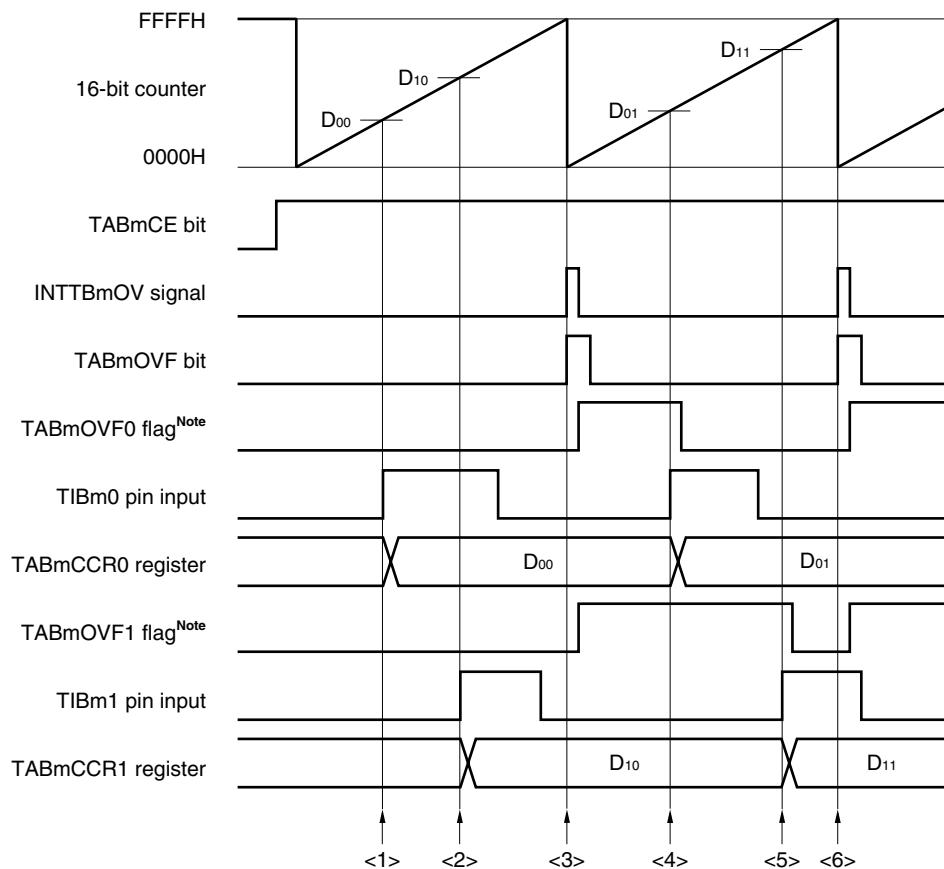 FFFFH
16-bit counter
0000H
D00
D10
D01
D11
TABmCE bit
INTTBmOV signal
TABmOVF bit
TABmOVF0 flagNote
TIBm0 pin input
TABmCCR0 register
D00
D01
TABmOVF1 flagNote
TIBm1 pin input
TABmCCR1 register
D10
D11
<1> <2> <3> <4> <5> <6>